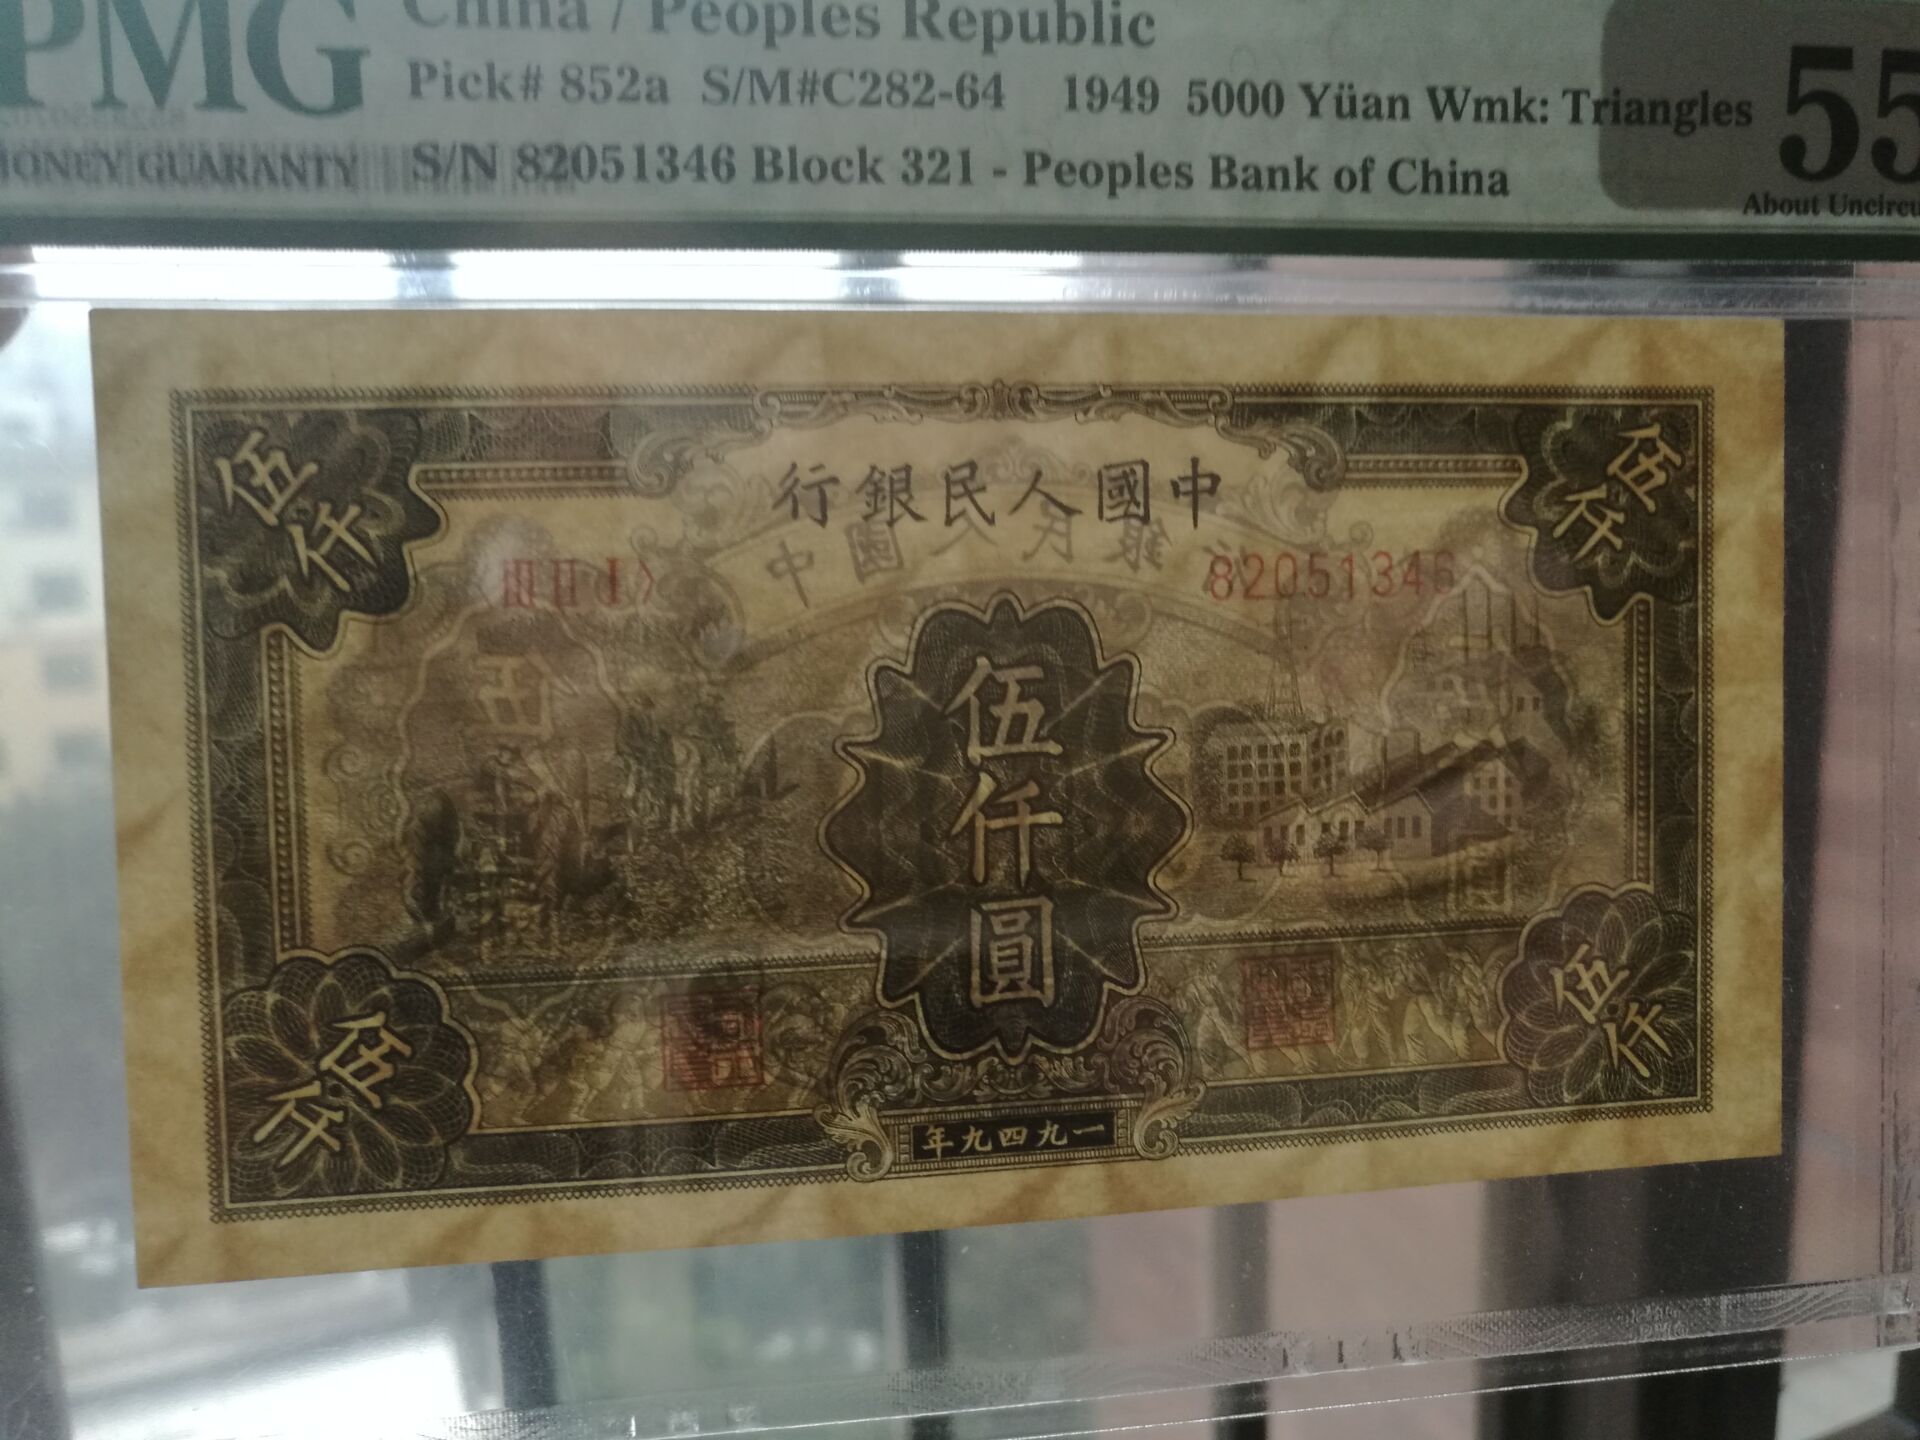 PMG
China / Peoples Republic
Pick# 852a S/M#C282-64 1949 5000 Yüan Wmk: Triangles
MONEY GUARANTY S/N 82051346 Block 321 - Peoples Bank of China
55
About Uncircu
行銀民人國中
伍仟
伍仟
III II I
82051346
伍仟圓
伍仟
伍仟
年九四九一